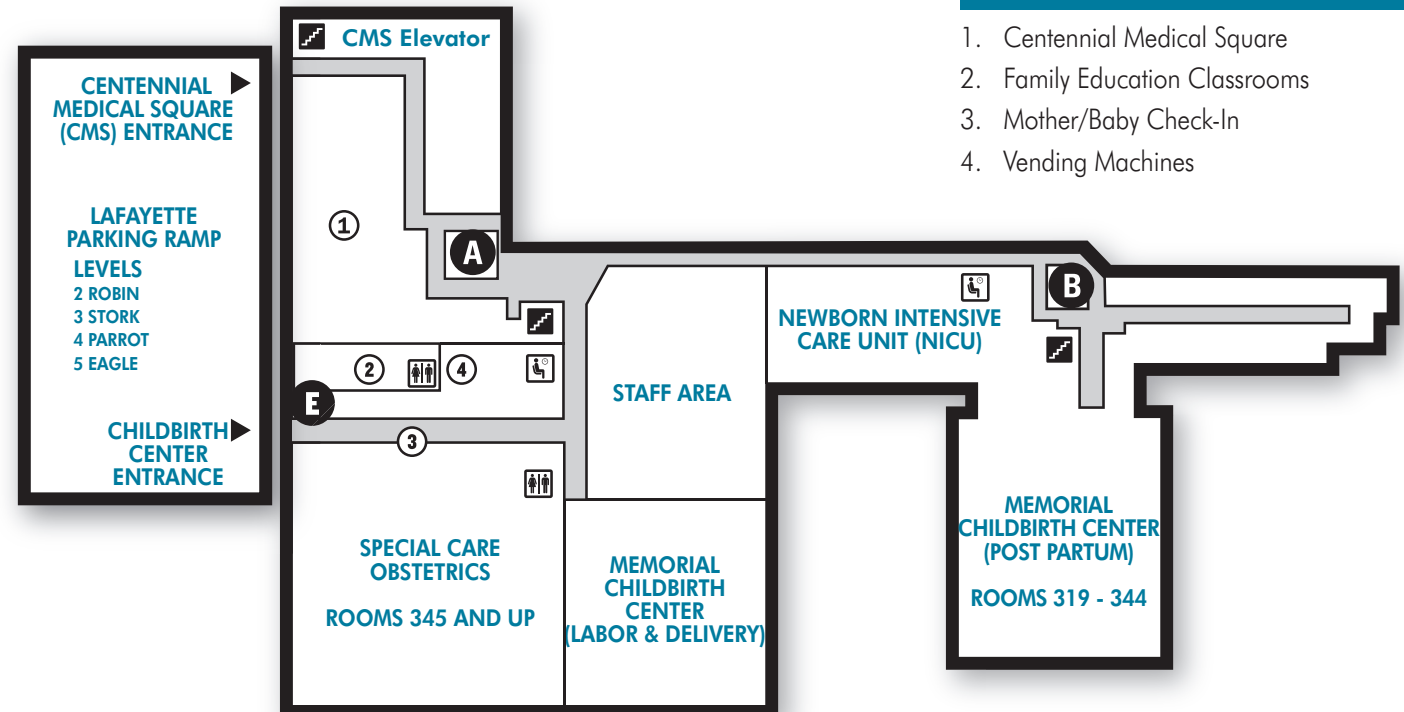 CMS Elevator
CENTENNIAL
MEDICAL SQUARE
(CMS) ENTRANCE
LAFAYETTE
PARKING RAMP
LEVELS
2 ROBIN
3 STORK
4 PARROT
5 EAGLE
CHILDBIRTH
CENTER
ENTRANCE
1. Centennial Medical Square
2. Family Education Classrooms
3. Mother/Baby Check-In
4. Vending Machines
1
A
B
NEWBORN INTENSIVE
CARE UNIT (NICU)
2
4
E
STAFF AREA
3
SPECIAL CARE
OBSTETRICS
ROOMS 345 AND UP
MEMORIAL
CHILDBIRTH
CENTER
(LABOR & DELIVERY)
MEMORIAL
CHILDBIRTH CENTER
(POST PARTUM)
ROOMS 319 - 344